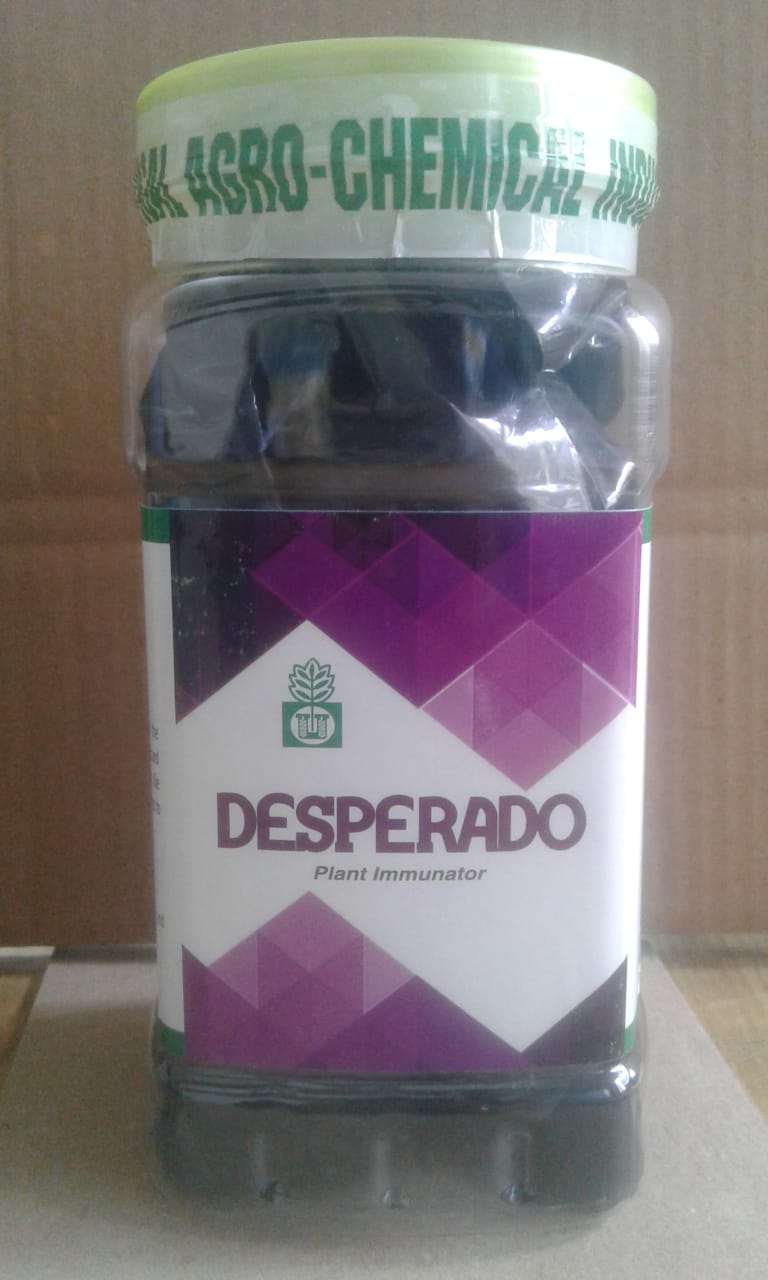 AGRO-CHEMICAL
DESPERADO
Plant Immunator